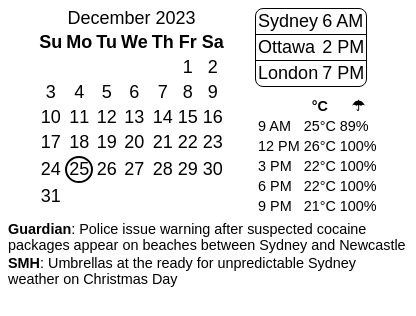 December 2023
Su Mo Tu We Th Fr Sa
1 2
3 4 5 6 7 8 9
10 11 12 13 14 15 16
17 18 19 20 21 22 23
24 25 26 27 28 29 30
31
Sydney 6 AM
Ottawa 2 PM
London 7 PM
°C ☂
9 AM 25°C 89%
12 PM 26°C 100%
3 PM 22°C 100%
6 PM 22°C 100%
9 PM 21°C 100%
Guardian: Police issue warning after suspected cocaine
packages appear on beaches between Sydney and Newcastle
SMH: Umbrellas at the ready for unpredictable Sydney
weather on Christmas Day